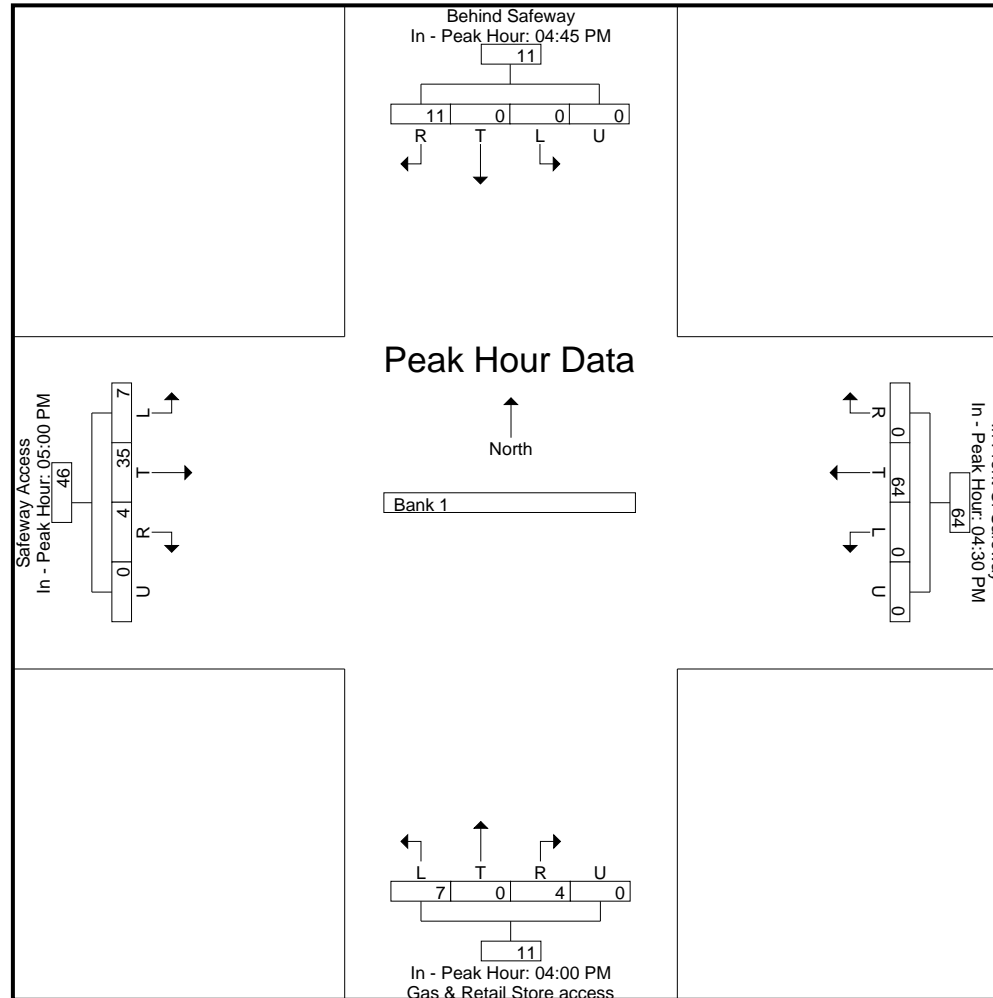 Behind Safeway
In - Peak Hour: 04:45 PM
11
11 0 0 0
R T L U
Peak Hour Data
North
Bank 1
Safeway Access
In - Peak Hour: 05:00 PM
46
7 35 4 0
L T R U
In - Peak Hour: 04:30 PM
64
0 64 0 0
R T L U
L T R U
7 0 4 0
11
In - Peak Hour: 04:00 PM
Gas & Retail Store access